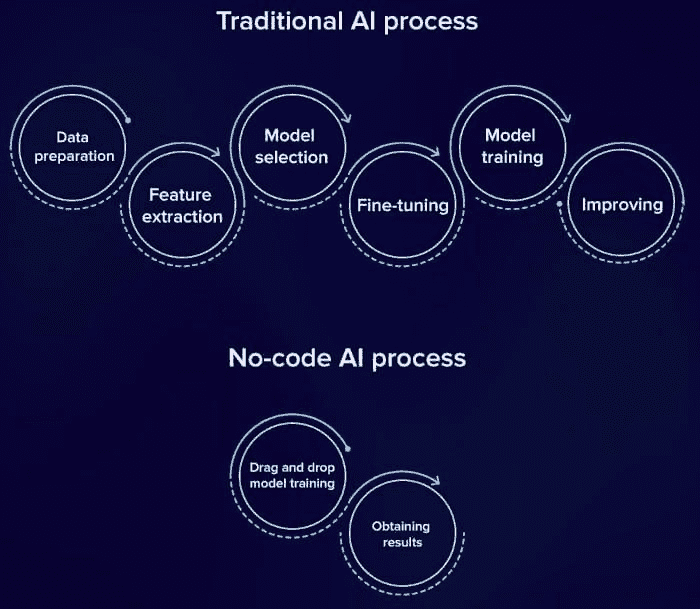 Traditional AI process
Data
preparation
Feature
extraction
Model
selection
Fine-tuning
Model
training
Improving
No-code AI process
Drag and drop
model training
Obtaining
results